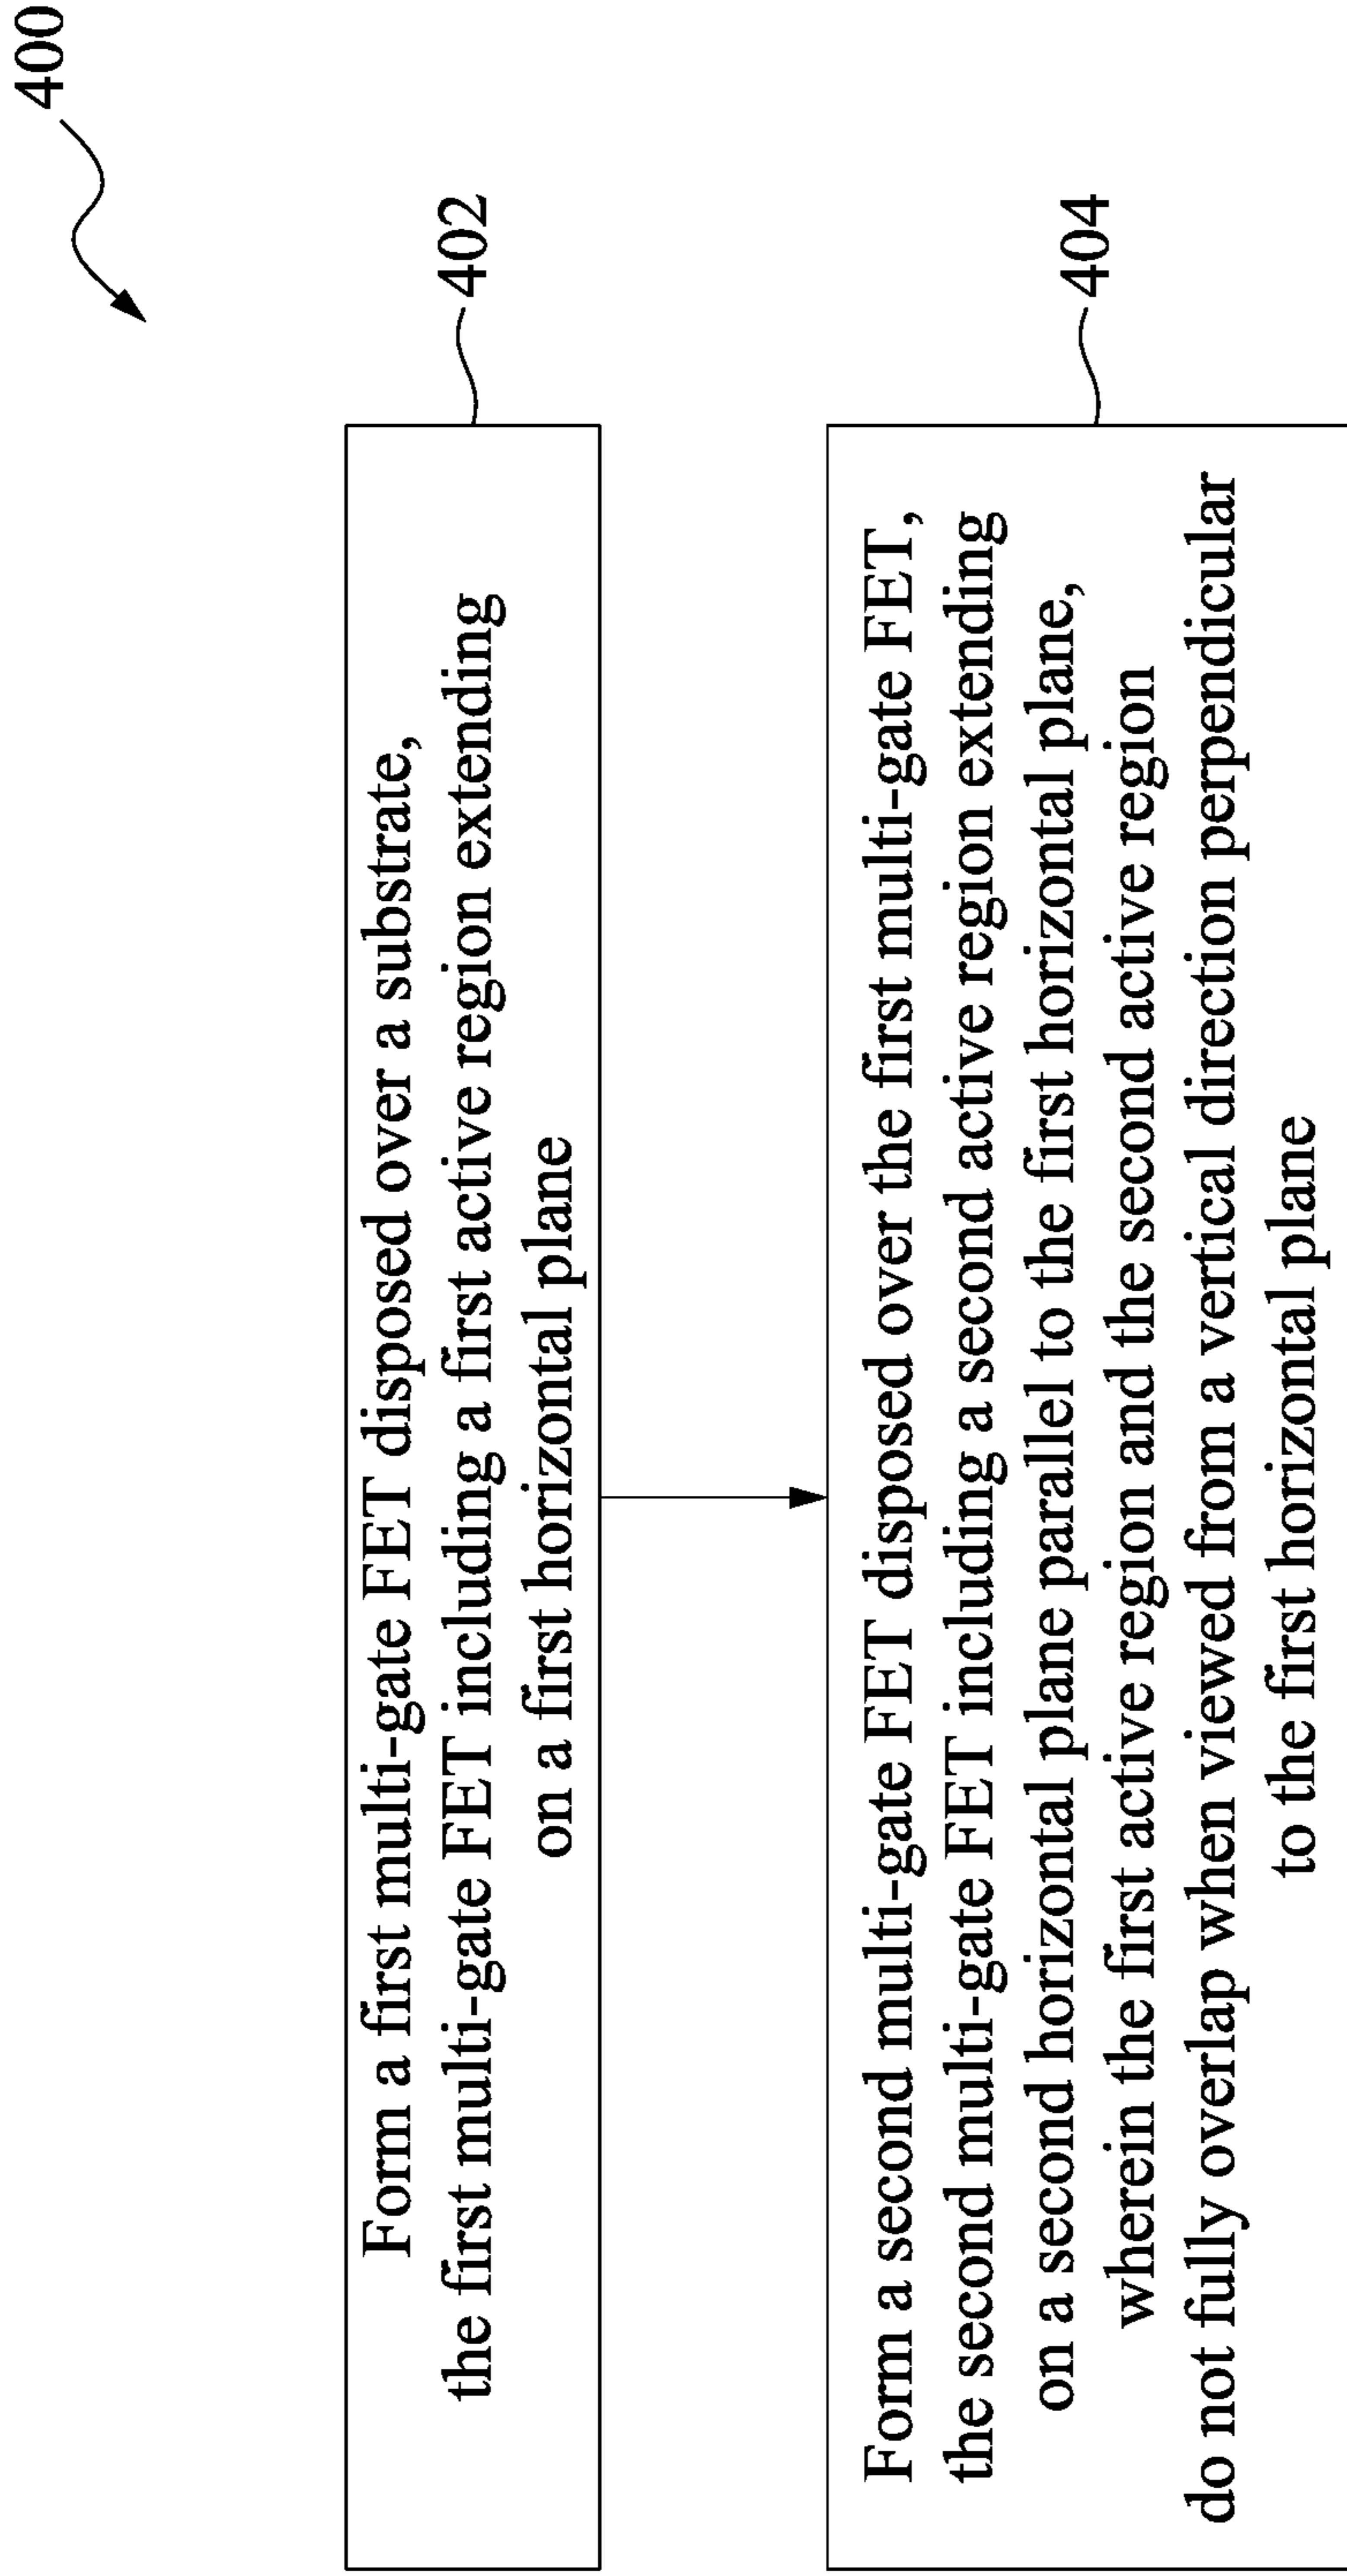 400
Form a first multi-gate FET disposed over a substrate,
the first multi-gate FET including a first active region extending
on a first horizontal plane
402
Form a second multi-gate FET disposed over the first multi-gate FET,
the second multi-gate FET including a second active region extending
on a second horizontal plane parallel to the first horizontal plane,
wherein the first active region and the second active region
do not fully overlap when viewed from a vertical direction perpendicular
to the first horizontal plane
404